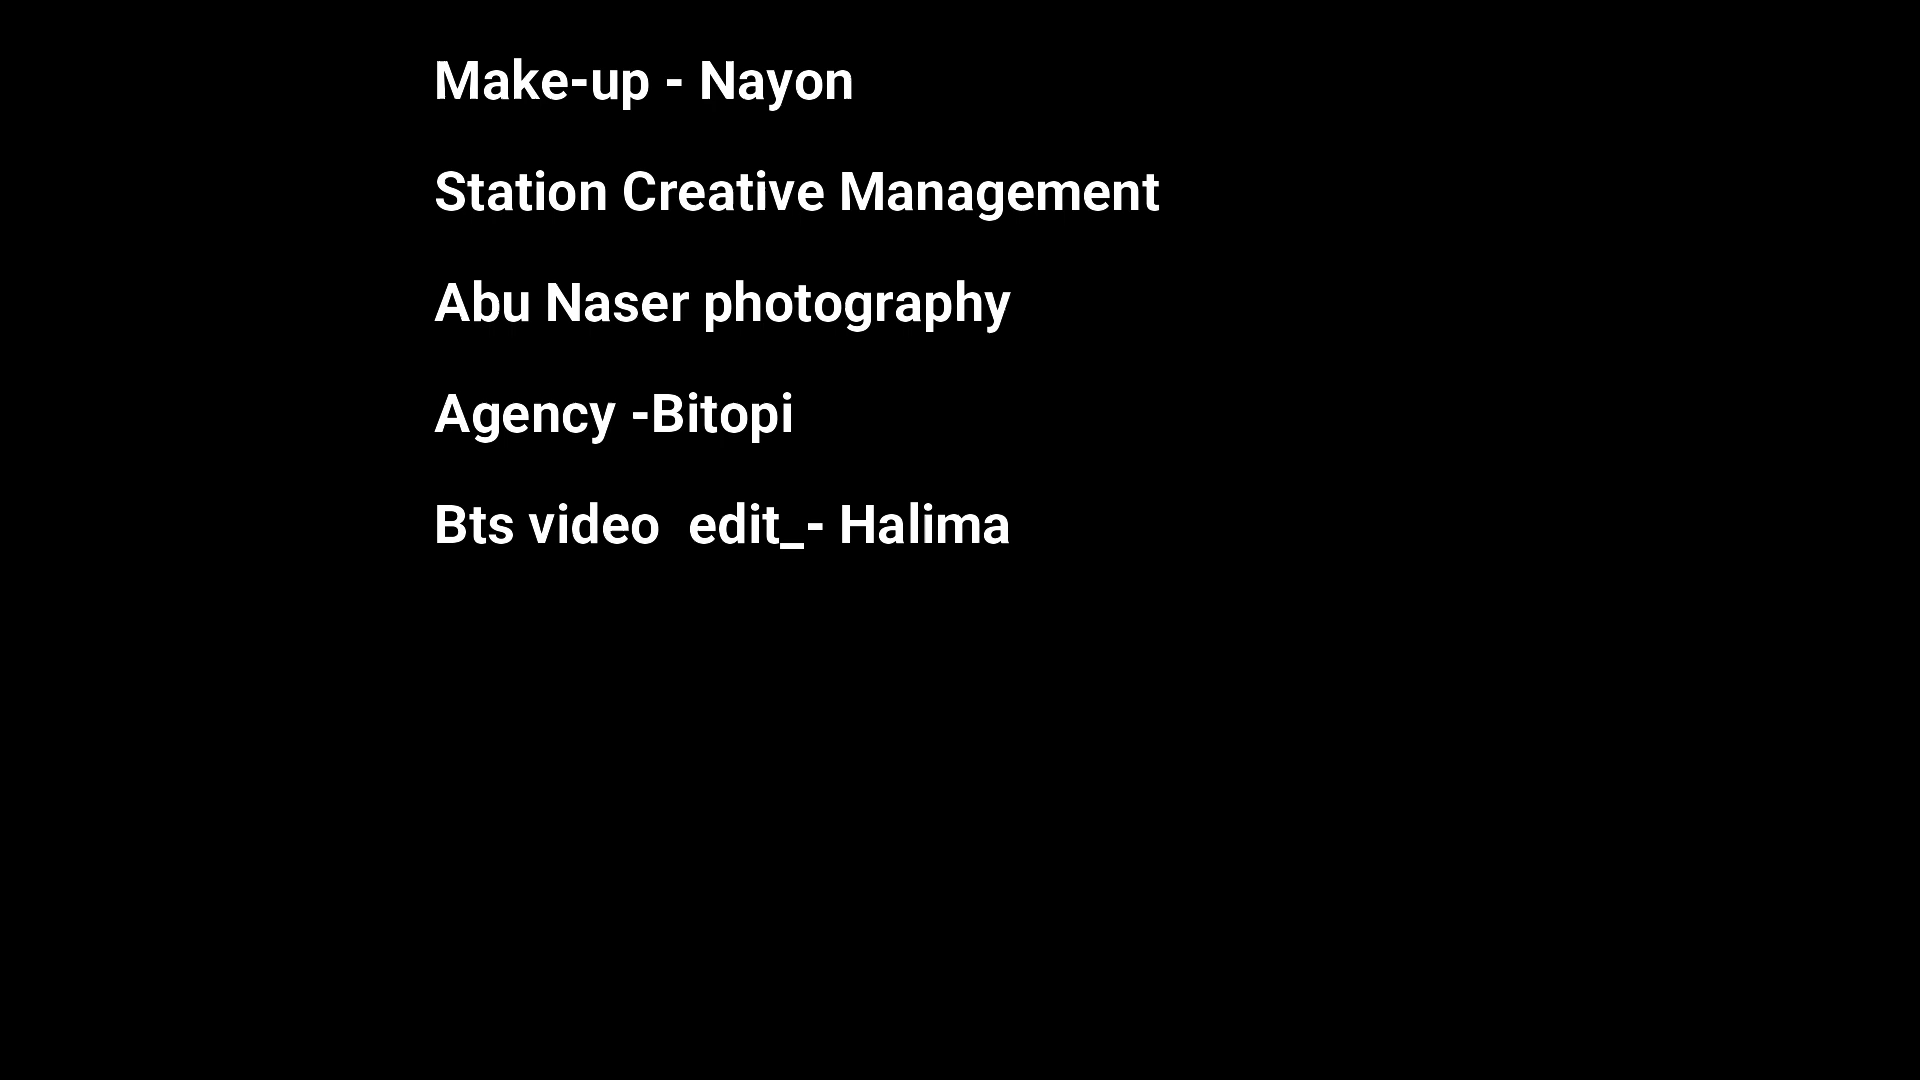 Make-up - Nayon
Station Creative Management
Abu Naser photography
Agency -Bitopi
Bts video  edit_- Halima